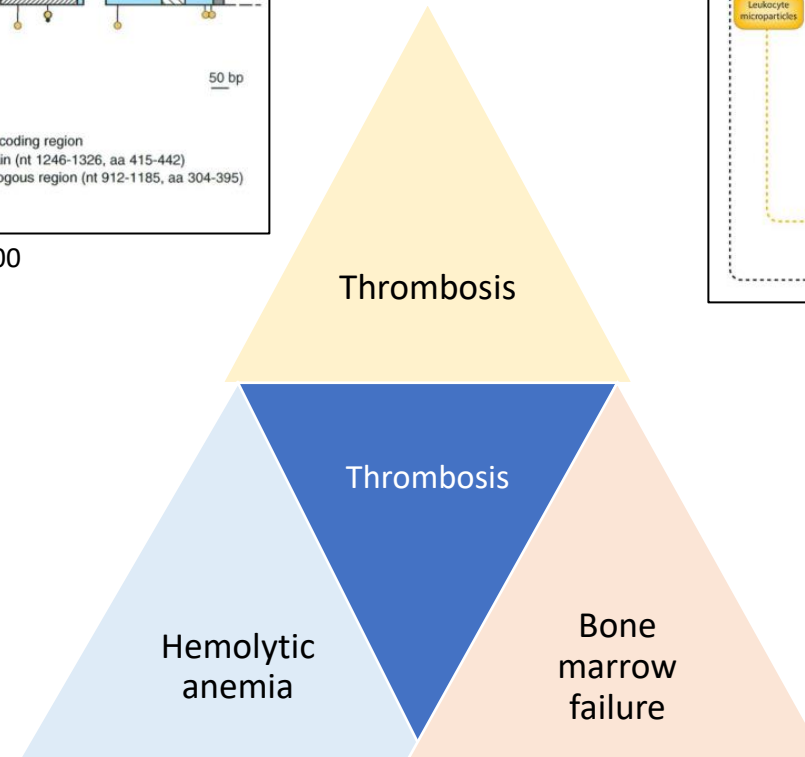 Leukocyte
microparticles
50 bp
coding region
in (nt 1246-1326, aa 415-442)
ogous region (nt 912-1185, aa 304-395)
00
Thrombosis
Thrombosis
Hemolytic
anemia
Bone
marrow
failure